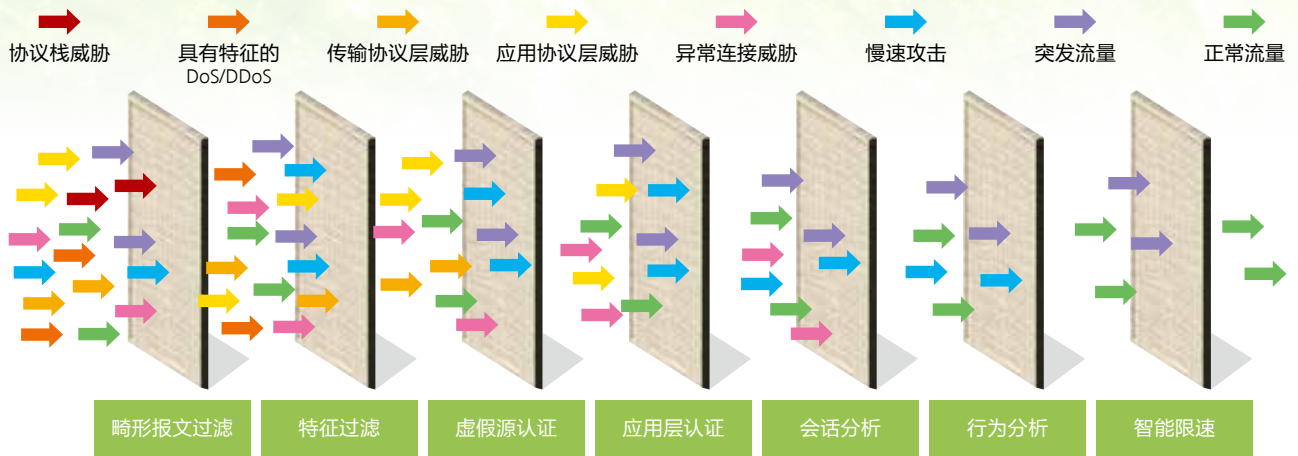 协议栈威胁
具有特征的
DoS/DDoS
传输协议层威胁
应用协议层威胁
异常连接威胁
慢速攻击
突发流量
正常流量
畸形报文过滤
特征过滤
虚假源认证
应用层认证
会话分析
行为分析
智能限速